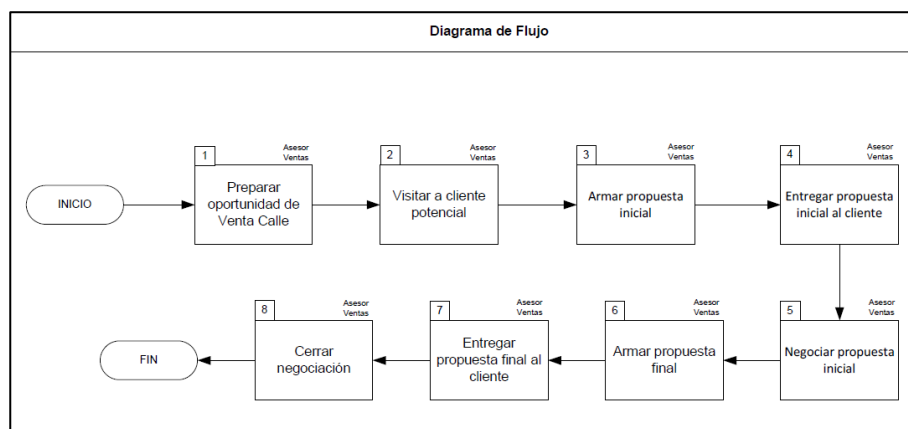 Diagrama de Flujo
INICIO
1
Asesor
Ventas
Preparar
oportunidad de
Venta Calle
2
Asesor
Ventas
Visitar a cliente
potencial
3
Asesor
Ventas
Armar propuesta
inicial
4
Asesor
Ventas
Entregar propuesta
inicial al cliente
5
Asesor
Ventas
Negociar propuesta
inicial
6
Asesor
Ventas
Armar propuesta
final
7
Asesor
Ventas
Entregar
propuesta final al
cliente
8
Asesor
Ventas
Cerrar
negociación
FIN